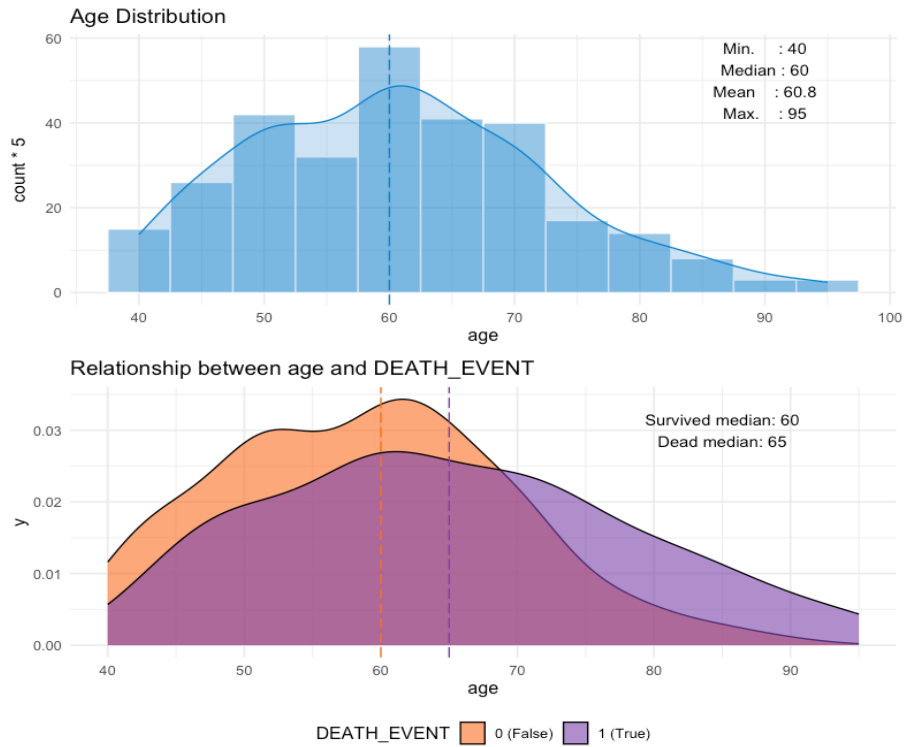 Age Distribution
count * 5
60
40
20
0
Min. : 40
Median : 60
Mean : 60.8
Max. : 95
40 50 60 70 80 90 100
age
Relationship between age and DEATH_EVENT
y
0.03
0.02
0.01
0.00
Survived median: 60
Dead median: 65
40 50 60 70 80 90
age
DEATH_EVENT 0 (False) 1 (True)